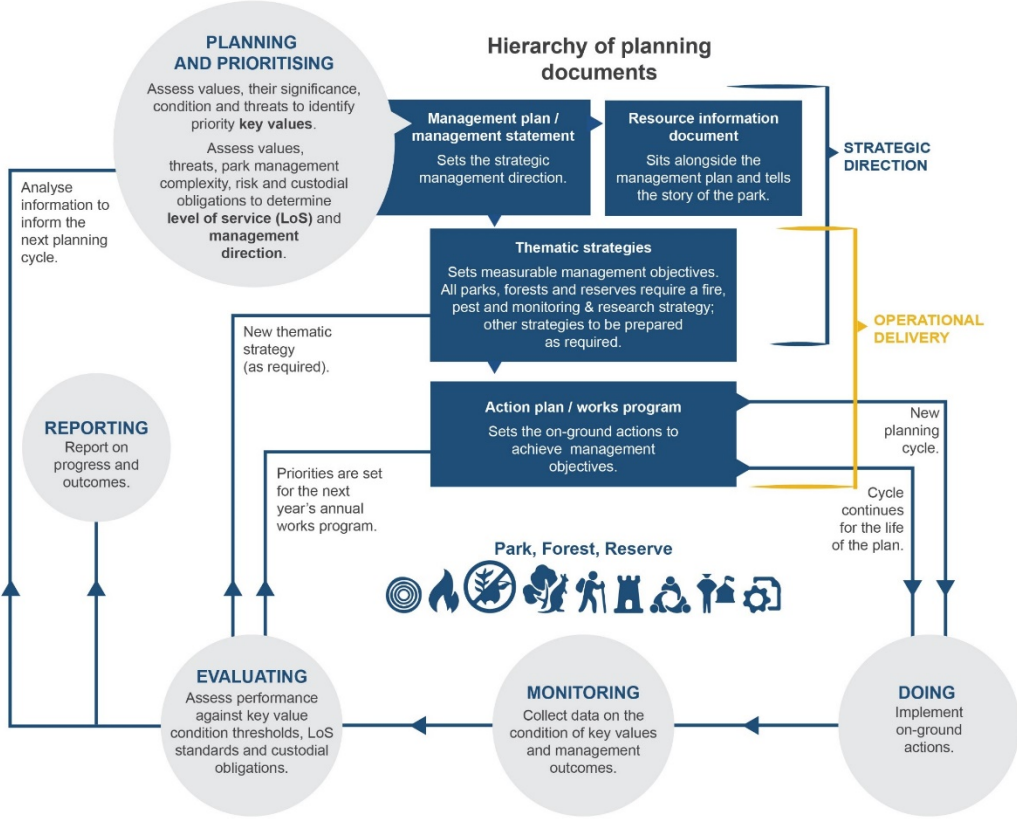 PLANNING
AND PRIORITISING
Assess values, their significance,
condition and threats to identify
priority key values.
Assess values,
threats, park management
complexity, risk and custodial
obligations to determine
level of service (LoS) and
management
direction.
Hierarchy of planning
documents
Management plan /
management statement
Sets the strategic
management direction.
Resource information
document
Sits alongside the
management plan and tells
the story of the park.
STRATEGIC
DIRECTION
Thematic strategies
Sets measurable management objectives.
All parks, forests and reserves require a fire,
pest and monitoring & research strategy;
other strategies to be prepared
as required.
OPERATIONAL
DELIVERY
Action plan / works program
Sets the on-ground actions to
achieve management
objectives.
Analyse
information to
inform the
next planning
cycle.
New thematic
strategy
(as required).
REPORTING
Report on
progress and
outcomes.
Priorities are set
for the next
year's annual
works program.
New
planning
cycle.
Cycle
continues
for the life
of the plan.
Park, Forest, Reserve
EVALUATING
Assess performance
against key value
condition thresholds, LoS
standards and custodial
obligations.
MONITORING
Collect data on the
condition of key values
and management
outcomes.
DOING
Implement
on-ground
actions.